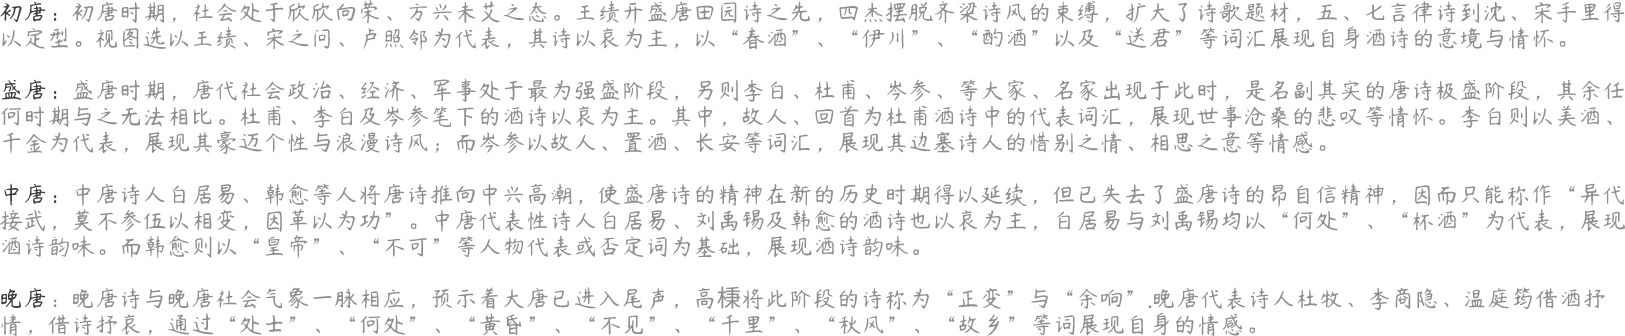 初唐：初唐时期，社会处于欣欣向荣、方兴未艾之态。王绩开盛唐田园诗之先，四杰摆脱齐梁诗风的束缚，扩大了诗歌题材，五、七言律诗到沈、宋手里得
以定型。视图选以王绩、宋之问、卢照邻为代表，其诗以哀为主，以“春酒”、“伊川”、“酌酒”以及“送君”等词汇展现自身酒诗的意境与情怀。
盛唐：盛唐时期，唐代社会政治、经济、军事处于最为强盛阶段，另则李白、杜甫、岑参、等大家、名家出现于此时，是名副其实的唐诗极盛阶段，其余任
何时期与之无法相比。杜甫、李白及岑参笔下的酒诗以哀为主。其中，故人、回首为杜甫酒诗中的代表词汇，展现世事沧桑的悲叹等情怀。李白则以美酒、
千金为代表，展现其豪迈个性与浪漫诗风；而岑参以故人、置酒、长安等词汇，展现其边塞诗人的惜别之情、相思之意等情感。
中唐：中唐诗人白居易、韩愈等人将唐诗推向中兴高潮，使盛唐诗的精神在新的历史时期得以延续，但已失去了盛唐诗的昂自信精神，因而只能称作“异代
接武，莫不参伍以相变，因革以为功”。中唐代表性诗人白居易、刘禹锡及韩愈的酒诗也以哀为主，白居易与刘禹锡均以“何处”、“杯酒”为代表，展现
酒诗韵味。而韩愈则以“皇帝”、“不可”等人物代表或否定词为基础，展现酒诗韵味。
晚唐：晚唐诗与晚唐社会气象一脉相应，预示着大唐已进入尾声，高棅将此阶段的诗称为“正变”与“余响”.晚唐代表诗人杜牧、李商隐、温庭筠借酒抒
情，借诗抒哀，通过“处士”、“何处”、“黄昏”、“不见”、“千里”、“秋风”、“故乡”等词展现自身的情感。